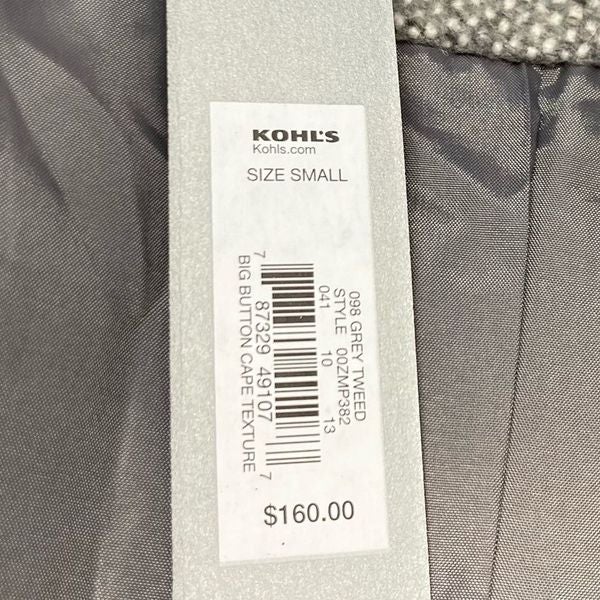 KOHL'S
Kohls.com
SIZE SMALL
098 GREY TWEED
STYLE 00ZMP382
041 10 13
7 87329 49107 7
BIG BUTTON CAPE TEXTURE
$160.00